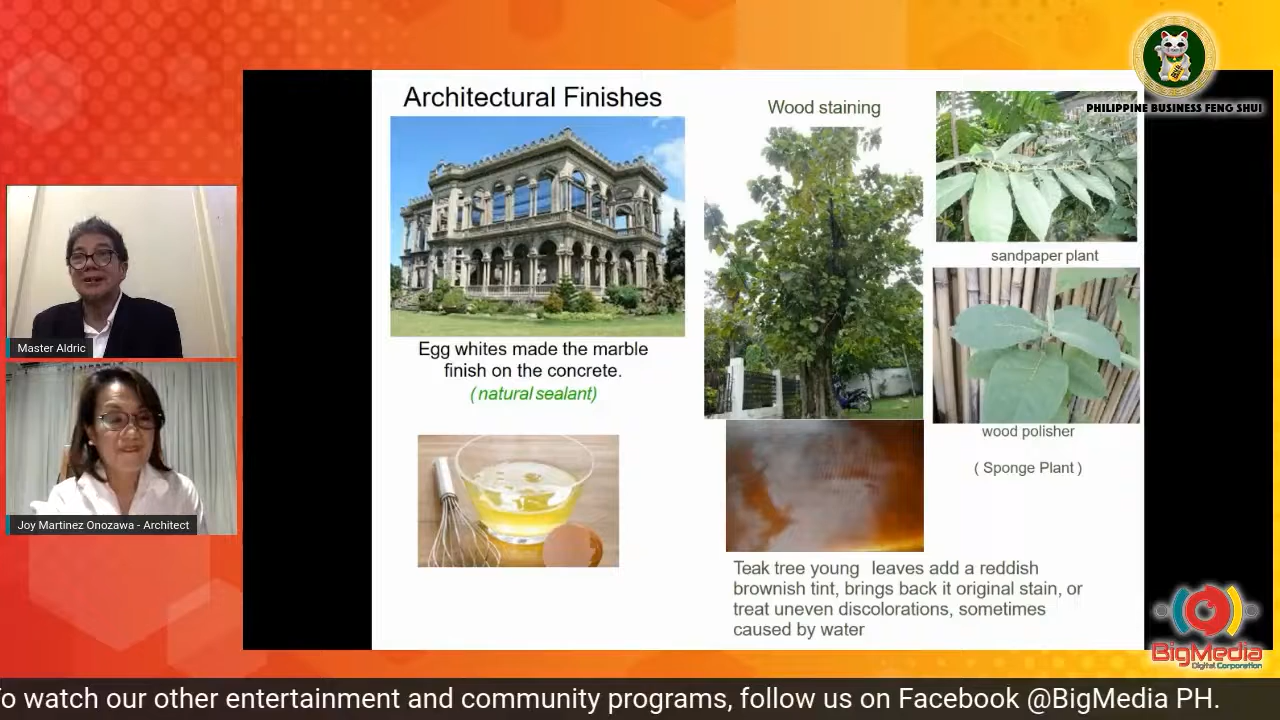 PHILIPPINE BUSINESS FENG SHUI
Architectural Finishes
Egg whites made the marble
finish on the concrete.
( natural sealant)
Wood staining
sandpaper plant
wood polisher
( Sponge Plant )
Teak tree young leaves add a reddish
brownish tint, brings back it original stain, or
treat uneven discolorations, sometimes
caused by water
Master Aldric
Joy Martinez Onozawa - Architect
BigMedia
Digital Corporation
To watch our other entertainment and community programs, follow us on Facebook @BigMedia PH.